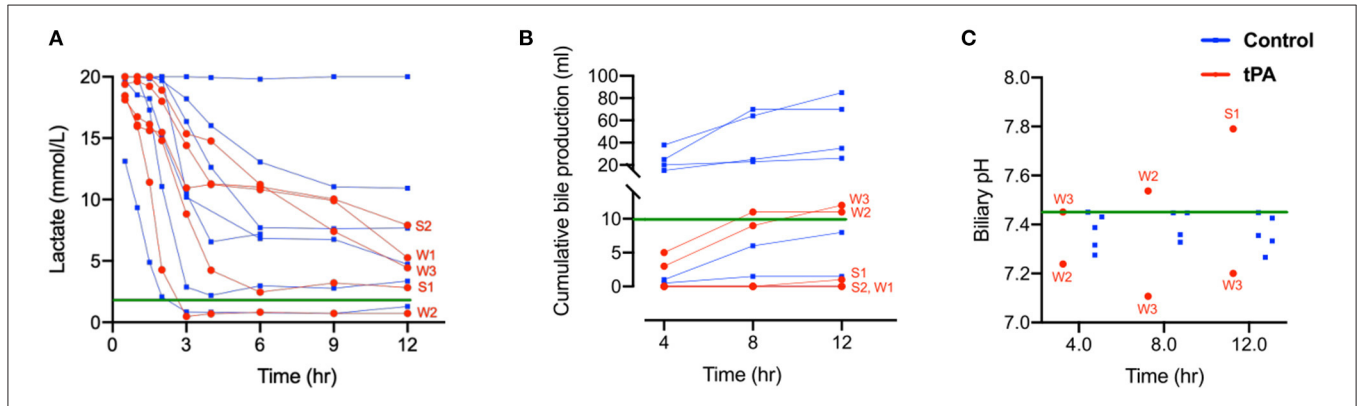 A
Lactate (mmol/L)
20
15
10
5
0
0
3
6
9
12
Time (hr)
S2
W1
W3
S1
W2
B
Cumulative bile production (ml)
100
80
60
40
20
10
5
0
4
8
12
Time (hr)
W3
W2
S1
S2, W1
C
Control
tPA
Biliary pH
8.0
7.8
7.6
7.4
7.2
7.0
4.0
8.0
12.0
Time (hr)
W3
W2
W2
W3
S1
W3